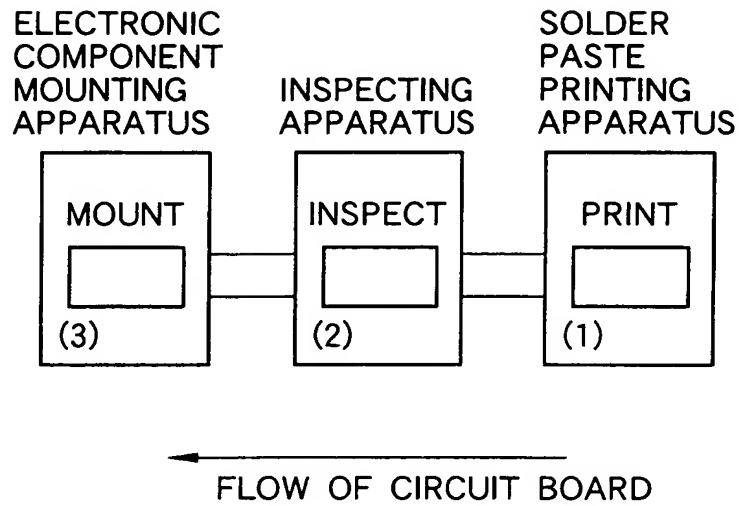 ELECTRONIC
COMPONENT
MOUNTING
APPARATUS
INSPECTING
APPARATUS
SOLDER
PASTE
PRINTING
APPARATUS
MOUNT
INSPECT
PRINT
(3)
(2)
(1)
FLOW OF CIRCUIT BOARD